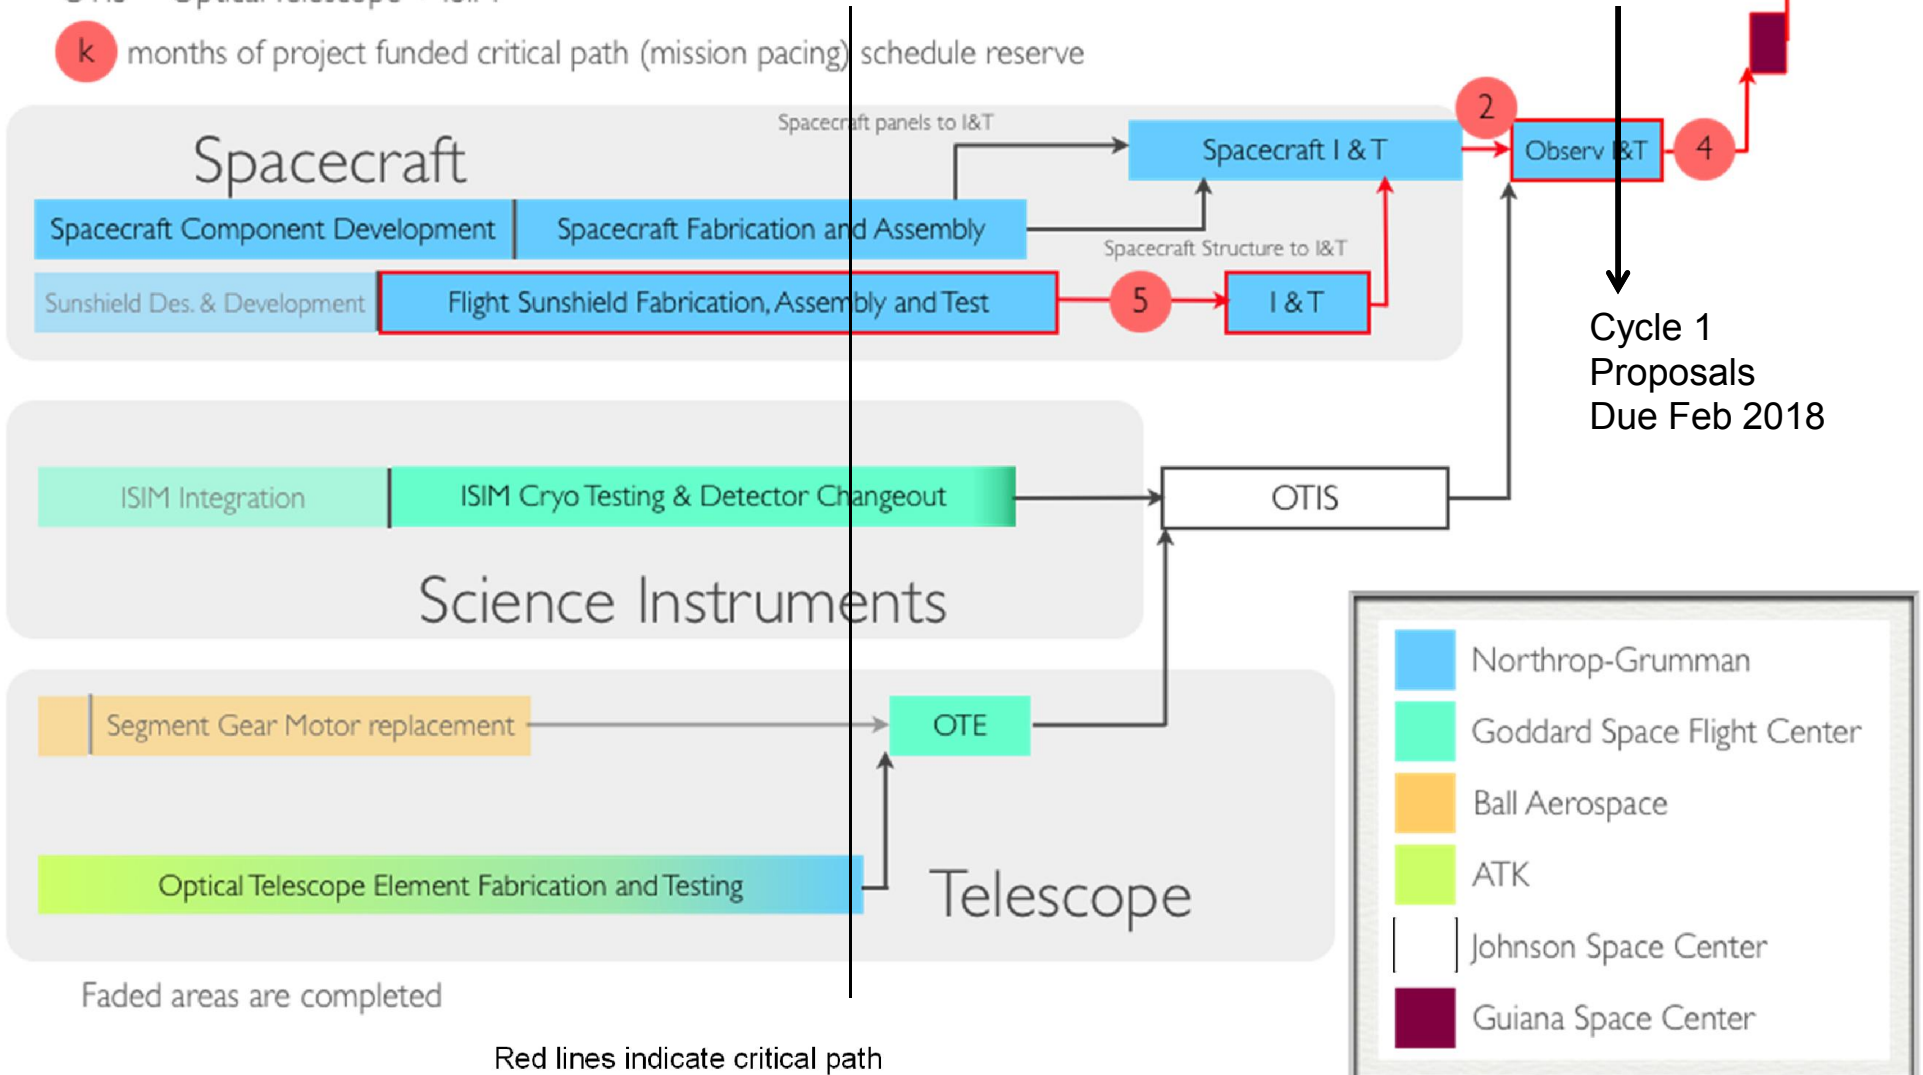 k months of project funded critical path (mission pacing) schedule reserve
Spacecraft panels to I&T
2
Spacecraft
Spacecraft I & T
Observ I&T
4
Spacecraft Component Development
Spacecraft Fabrication and Assembly
Spacecraft Structure to I&T
Sunshield Des. & Development
Flight Sunshield Fabrication, Assembly and Test
5
I & T
Cycle 1
Proposals
Due Feb 2018
ISIM Integration
ISIM Cryo Testing & Detector Changeout
OTIS
Science Instruments
Segment Gear Motor replacement
OTE
Optical Telescope Element Fabrication and Testing
Telescope
Northrop-Grumman
Goddard Space Flight Center
Ball Aerospace
ATK
Johnson Space Center
Guiana Space Center
Faded areas are completed
Red lines indicate critical path